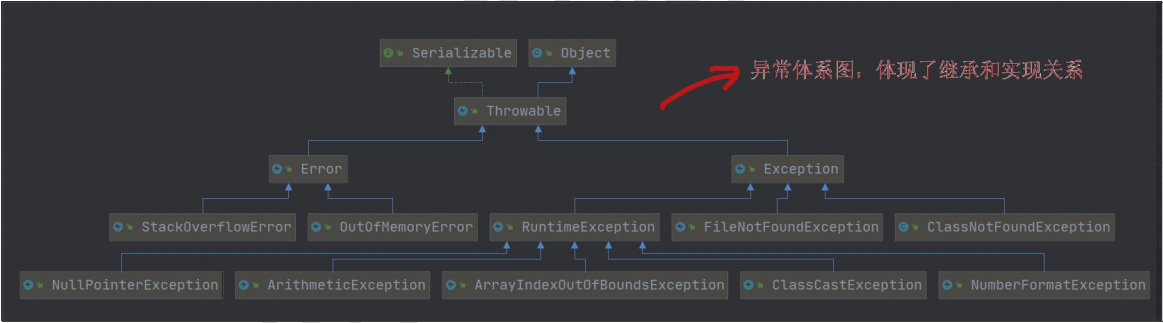 Serializable Object
异常体系图，体现了继承和实现关系
Throwable
Error Exception
StackOverflowError OutOfMemoryError RuntimeException FileNotFoundException ClassNotFoundException
NullPointerException ArithmeticException ArrayIndexOutOfBoundsException ClassCastException NumberFormatException